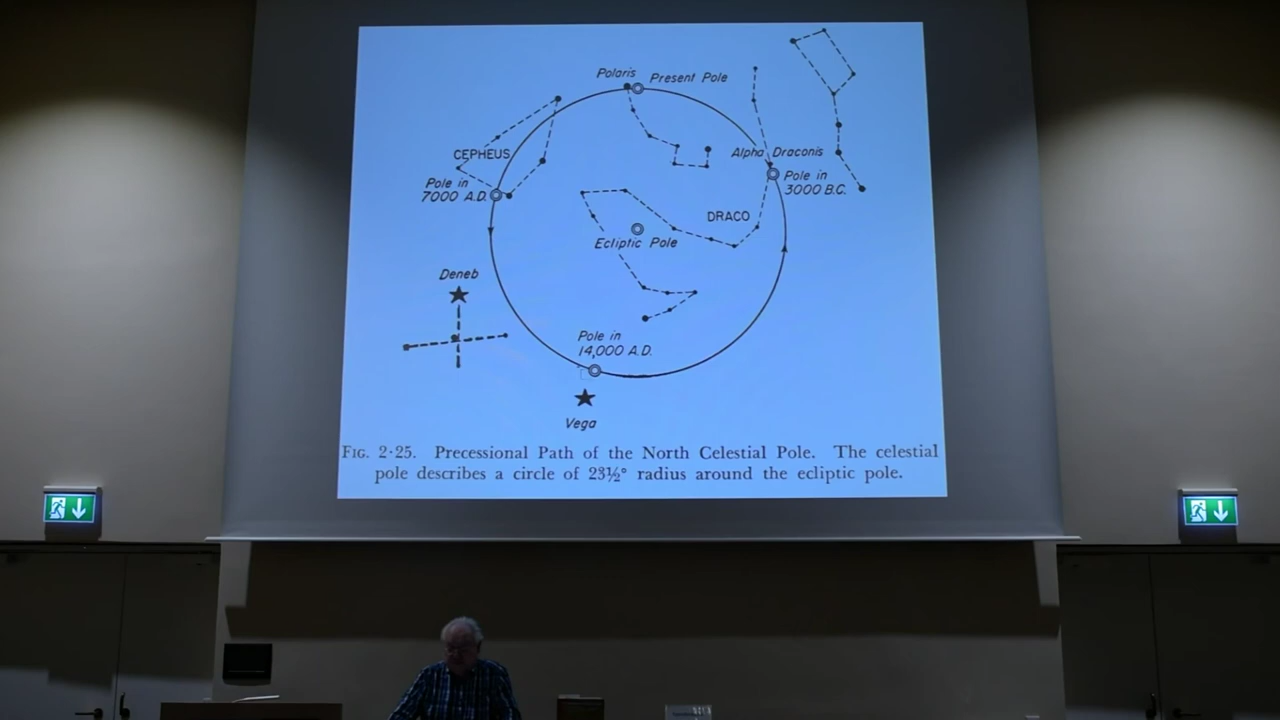 Polaris
Present Pole
CEPHEUS
Alpha Draconis
Pole in
7000 A.D.
Pole in
3000 B.C.
DRACO
Ecliptic Pole
Deneb
Pole in
14,000 A.D.
Vega
FIG. 2·25. Precessional Path of the North Celestial Pole. The celestial
pole describes a circle of 23½° radius around the ecliptic pole.